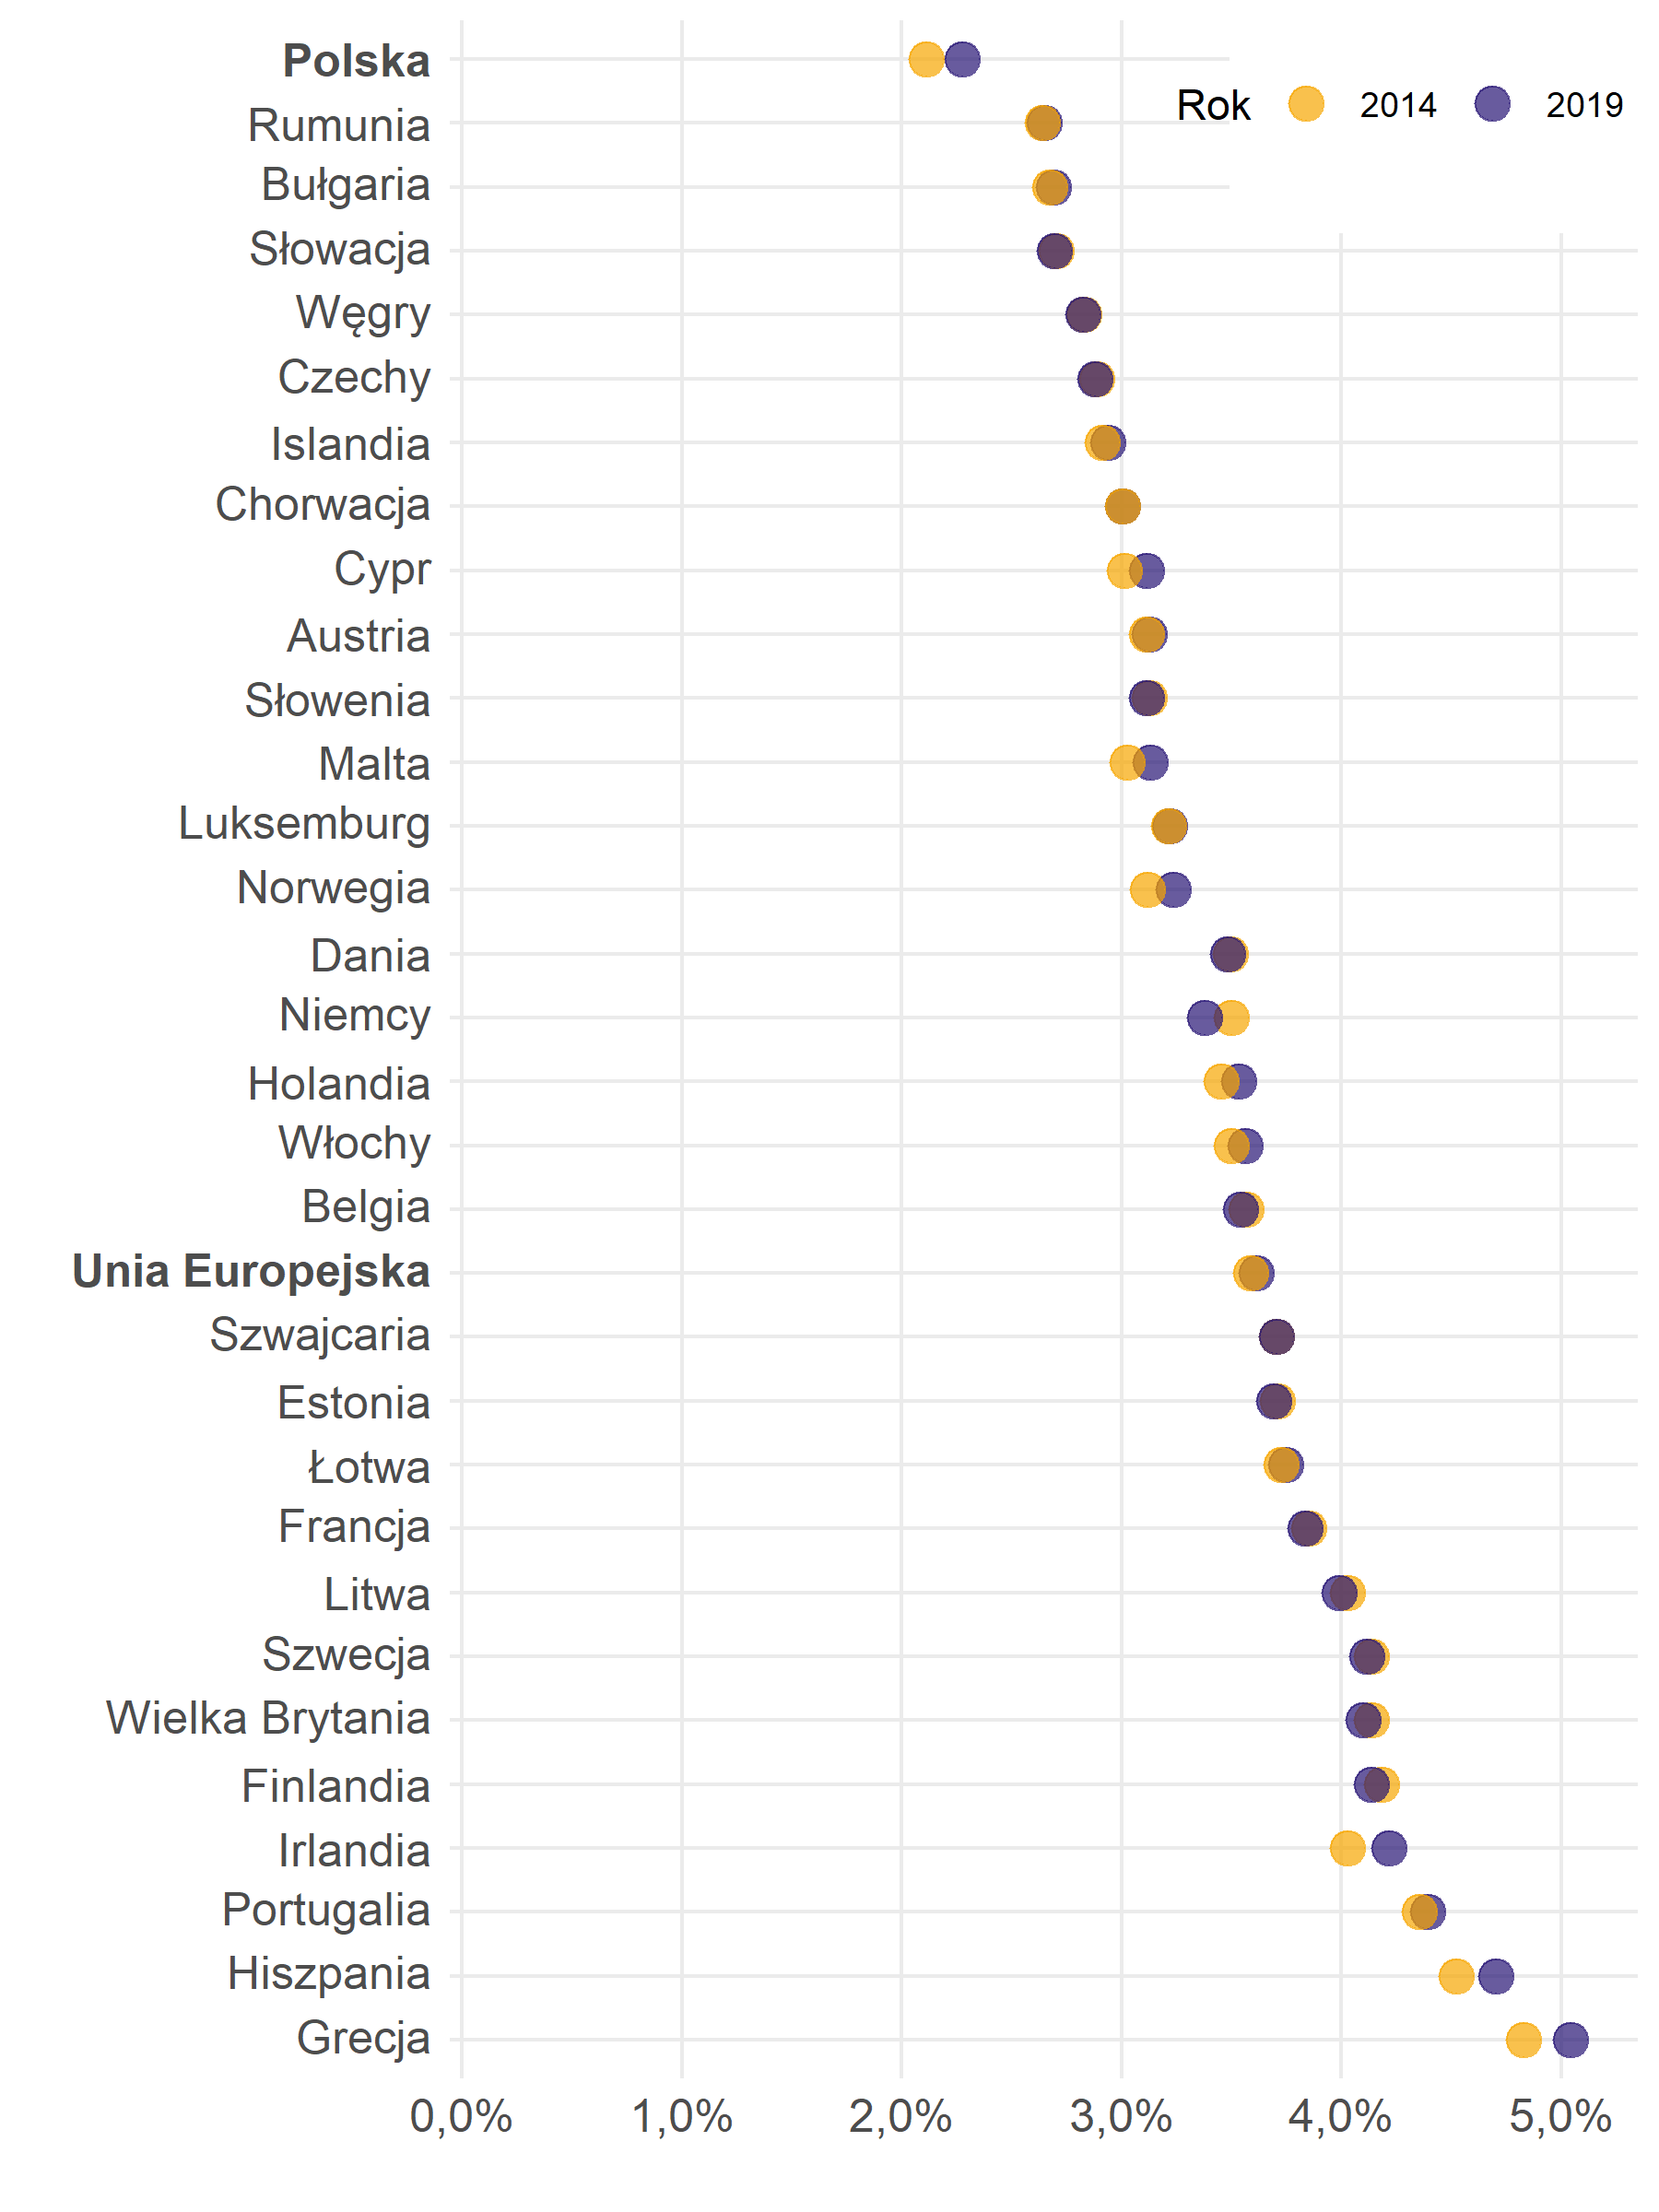 Polska
Rok 2014 2019
Rumunia
Bułgaria
Słowacja
Węgry
Czechy
Islandia
Chorwacja
Cypr
Austria
Słowenia
Malta
Luksemburg
Norwegia
Dania
Niemcy
Holandia
Włochy
Belgia
Unia Europejska
Szwajcaria
Estonia
Łotwa
Francja
Litwa
Szwecja
Wielka Brytania
Finlandia
Irlandia
Portugalia
Hiszpania
Grecja
0,0% 1,0% 2,0% 3,0% 4,0% 5,0%